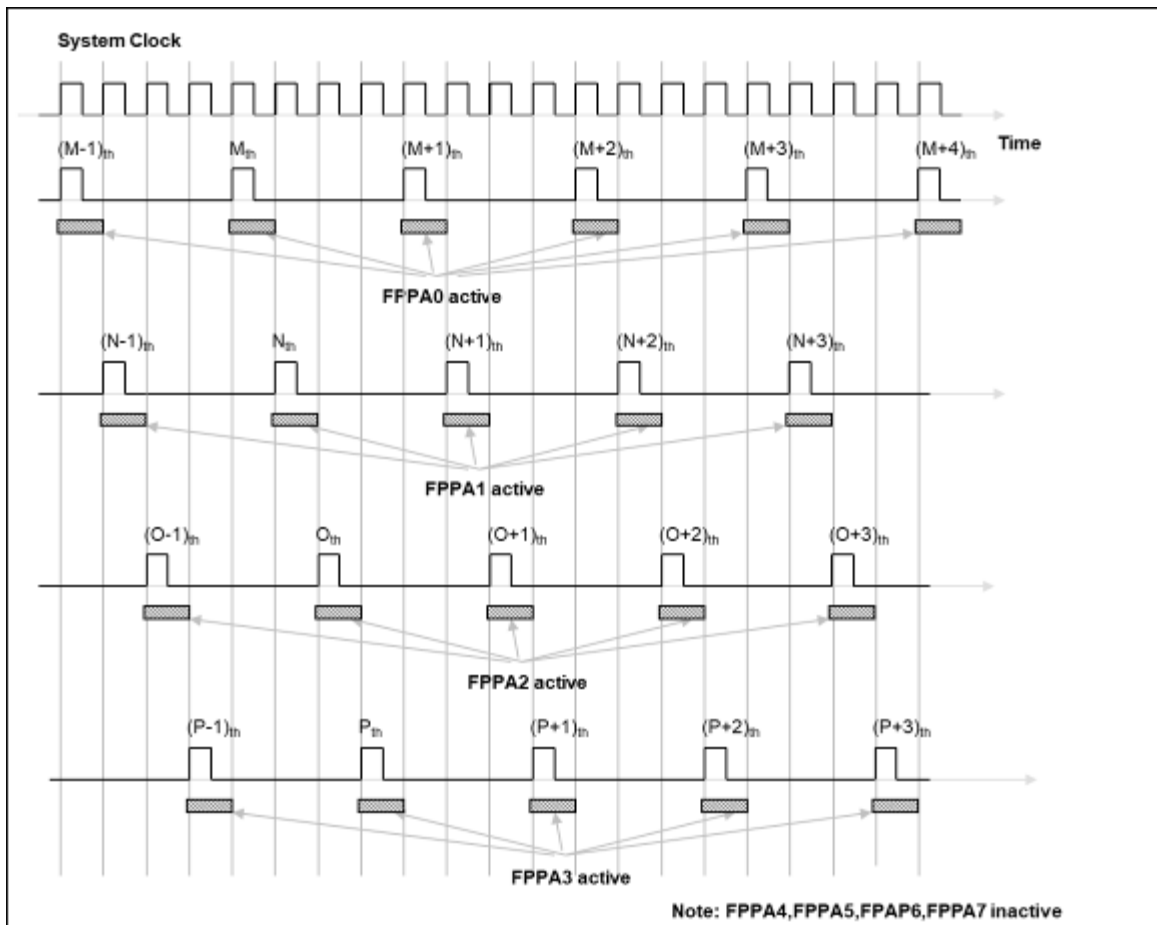 System Clock
Time
(M-1)th Mth (M+1)th (M+2)th (M+3)th (M+4)th
FPPA0 active
(N-1)th Nth (N+1)th (N+2)th (N+3)th
FPPA1 active
(O-1)th Oth (O+1)th (O+2)th (O+3)th
FPPA2 active
(P-1)th Pth (P+1)th (P+2)th (P+3)th
FPPA3 active
Note: FPPA4,FPPA5,FPAP6,FPPA7 inactive